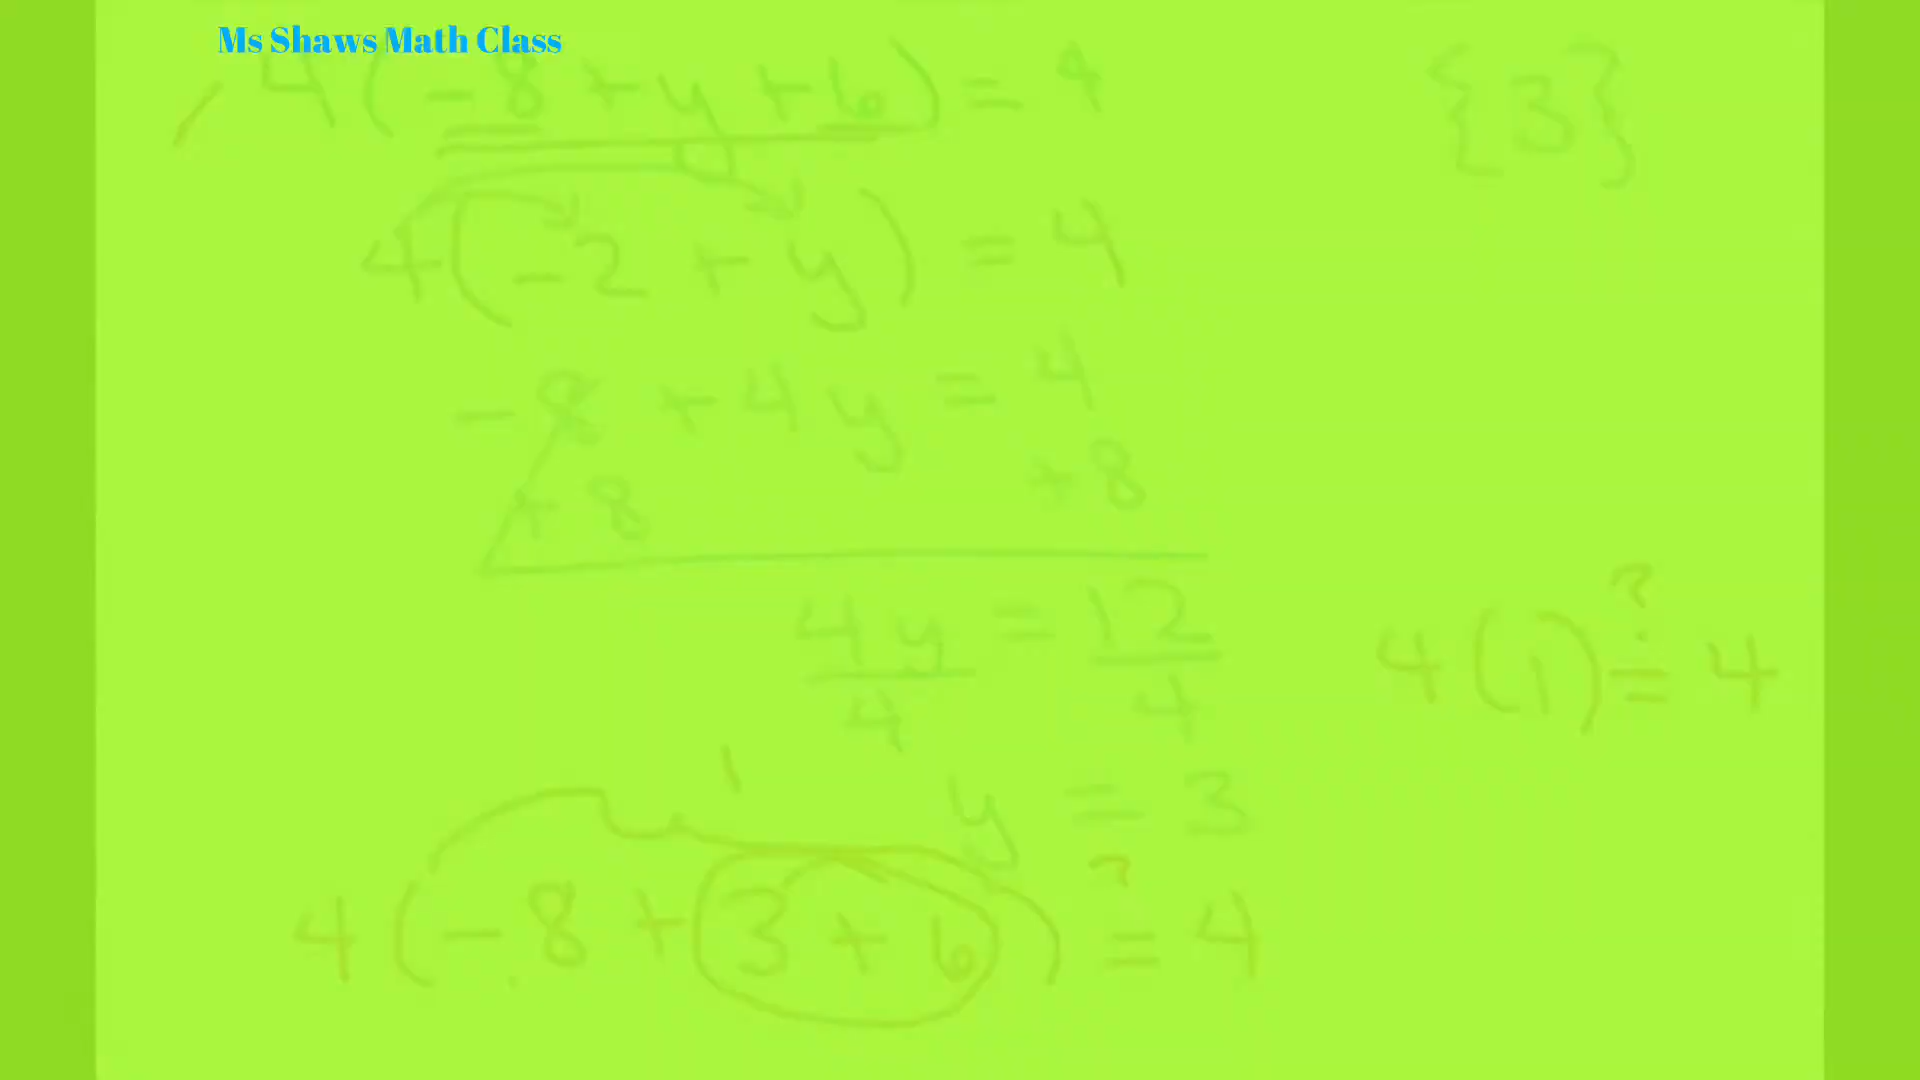 Ms Shaws Math Class
4(-8+y+6)=4 {3}
4(-2+y)=4
-8+4y=4
+8 +8
4y=12
4 4
4(1)≟4
1
y=3
4(-8+3+6)≟4